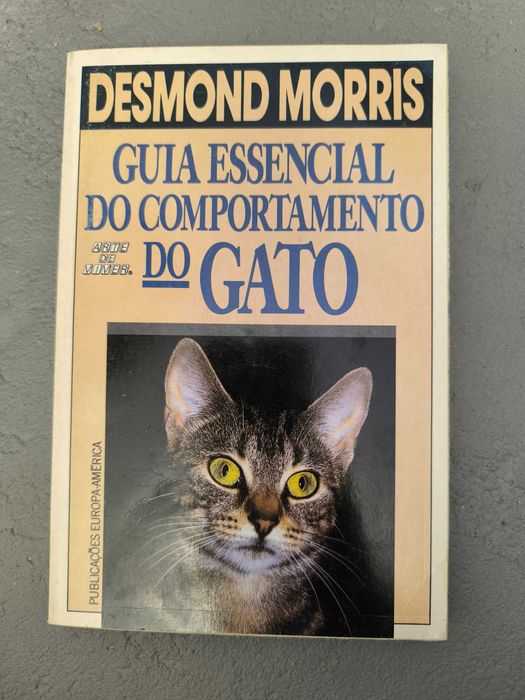 DESMOND MORRIS
GUIA ESSENCIAL
DO COMPORTAMENTO
DO GATO
ARTE
DE
VIVER®
PUBLICAÇÕES EUROPA-AMÉRICA